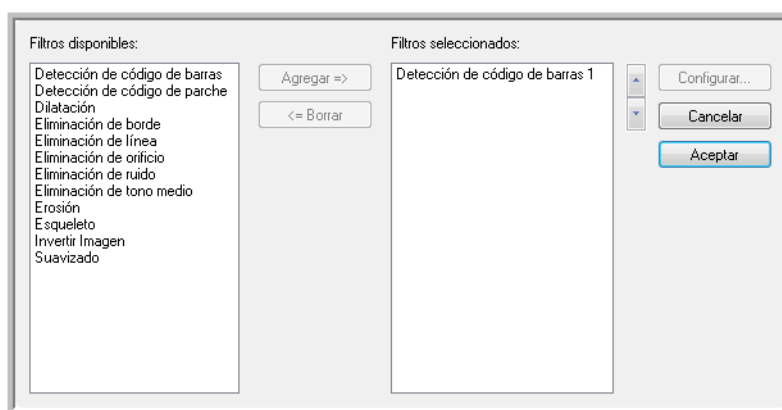 Filtros disponibles:
Detección de código de barras
Detección de código de parche
Dilatación
Eliminación de borde
Eliminación de línea
Eliminación de orificio
Eliminación de ruido
Eliminación de tono medio
Erosión
Esqueleto
Invertir Imagen
Suavizado
Agregar =>
<= Borrar
Filtros seleccionados:
Detección de código de barras 1
Configurar...
Cancelar
Aceptar